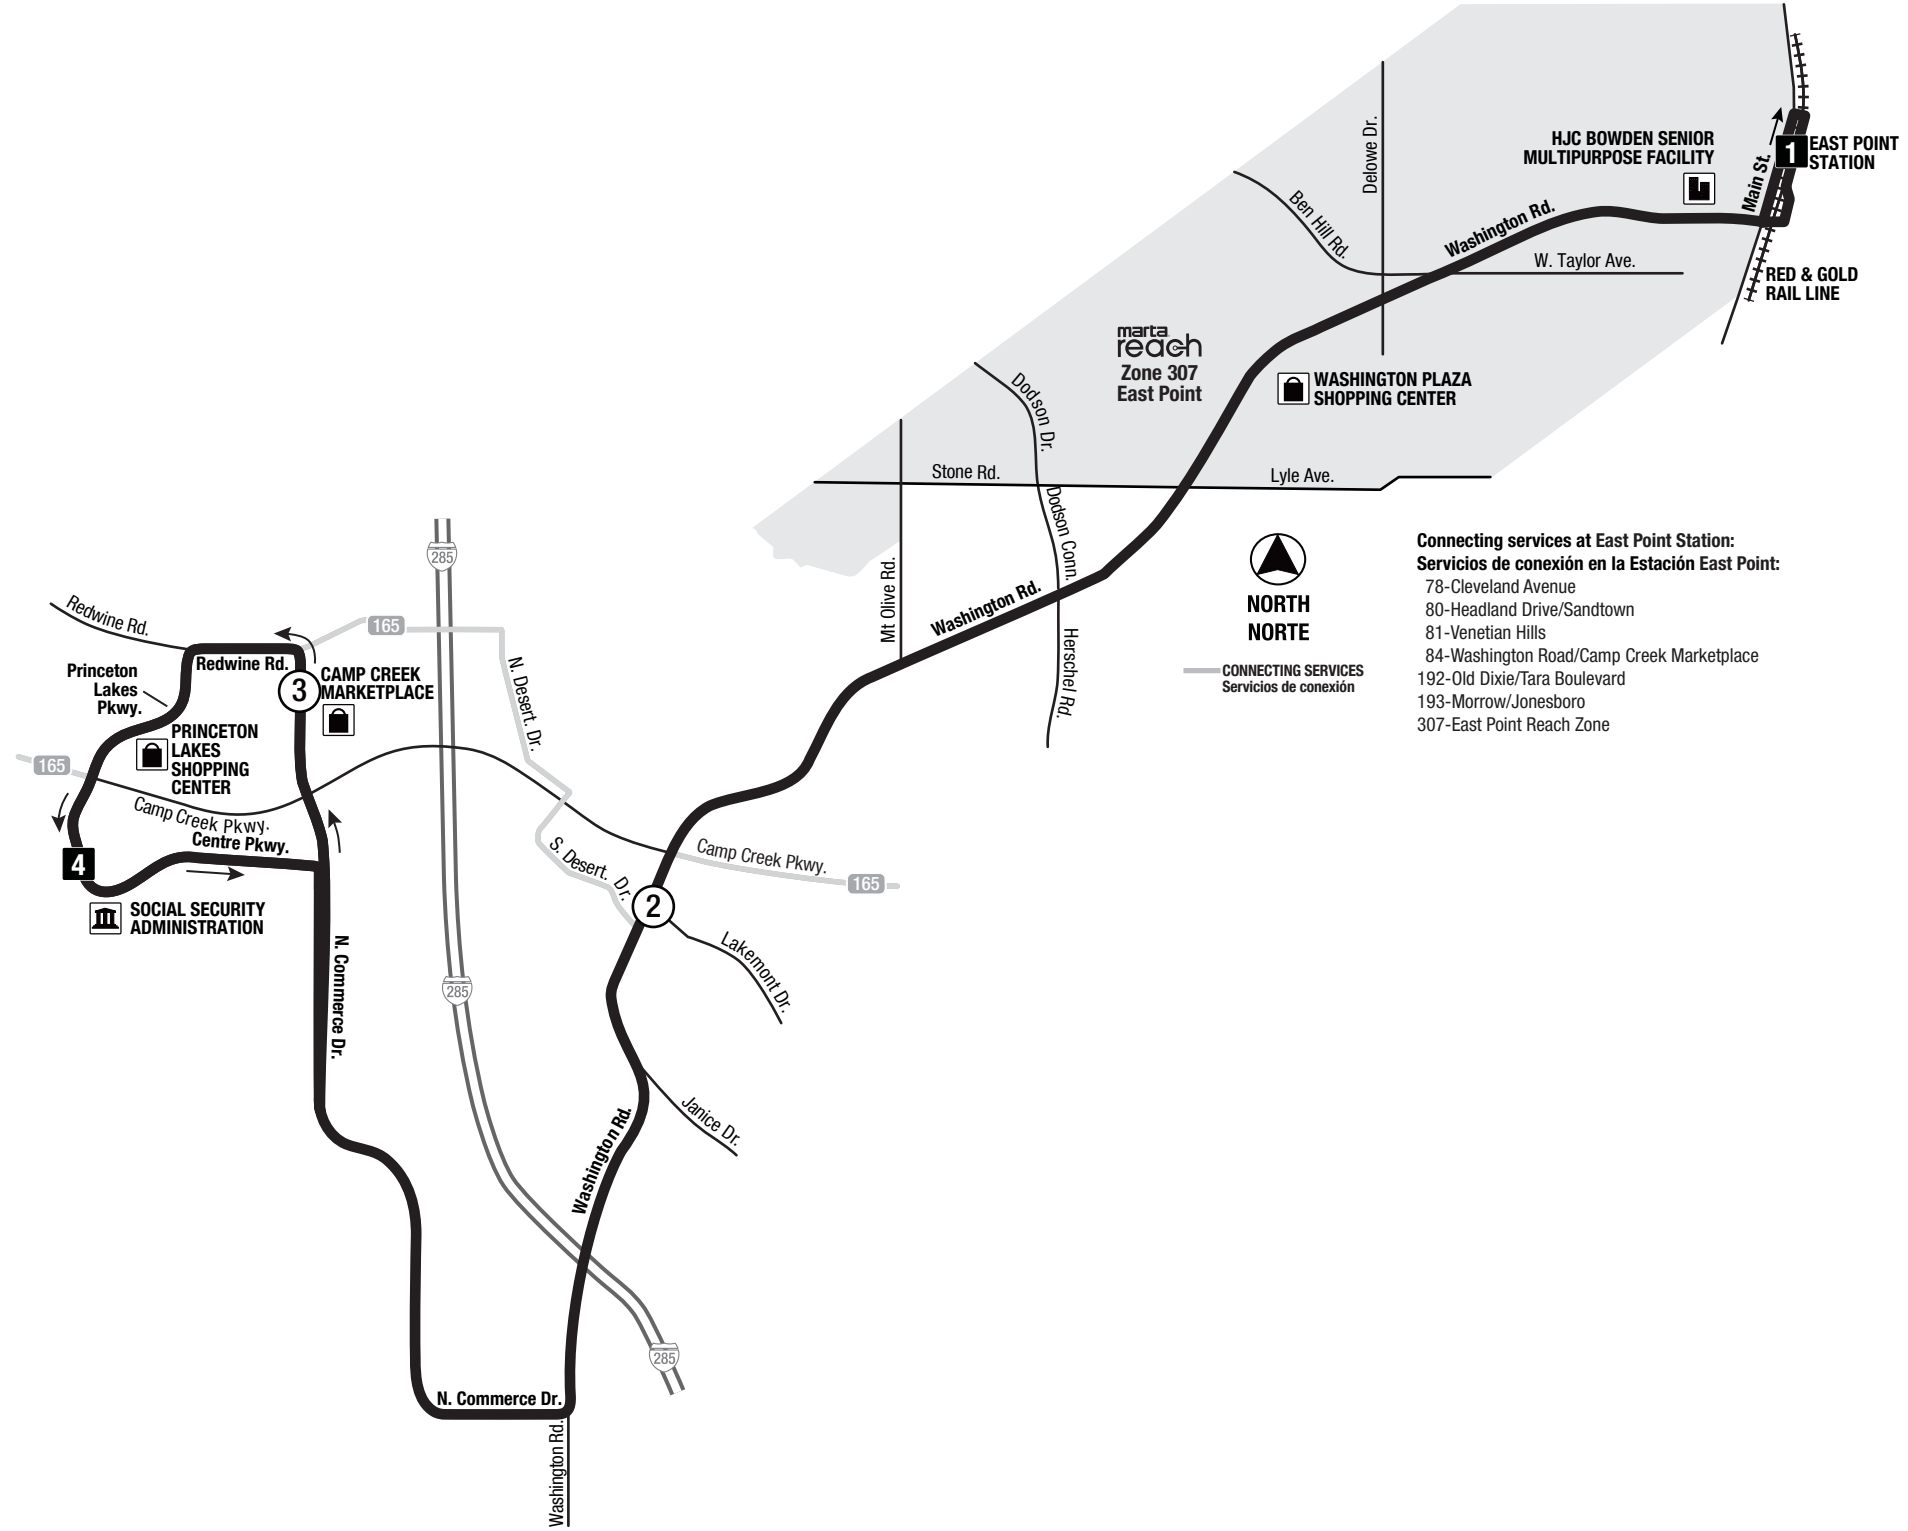 HJC BOWDEN SENIOR
MULTIPURPOSE FACILITY
Main St.
1
EAST POINT
STATION
Delowe Dr.
Ben Hill Rd.
Washington Rd.
W. Taylor Ave.
RED & GOLD
RAIL LINE
marta
reach
Zone 307
East Point
WASHINGTON PLAZA
SHOPPING CENTER
Dodson Dr.
Stone Rd.
Lyle Ave.
Dodson Conn.
Mt Olive Rd.
Washington Rd.
Herschel Rd.
NORTH
NORTE
CONNECTING SERVICES
Servicios de conexión
Connecting services at East Point Station:
Servicios de conexión en la Estación East Point:
78-Cleveland Avenue
80-Headland Drive/Sandtown
81-Venetian Hills
84-Washington Road/Camp Creek Marketplace
192-Old Dixie/Tara Boulevard
193-Morrow/Jonesboro
307-East Point Reach Zone
285
Redwine Rd.
165
Redwine Rd.
3
CAMP CREEK
MARKETPLACE
Princeton
Lakes
Pkwy.
PRINCETON
LAKES
SHOPPING
CENTER
N. Desert. Dr.
165
Camp Creek Pkwy.
Centre Pkwy.
4
SOCIAL SECURITY
ADMINISTRATION
S. Desert. Dr.
Camp Creek Pkwy.
165
2
Lakemont Dr.
N. Commerce Dr.
285
Janice Dr.
Washington Rd.
285
N. Commerce Dr.
Washington Rd.